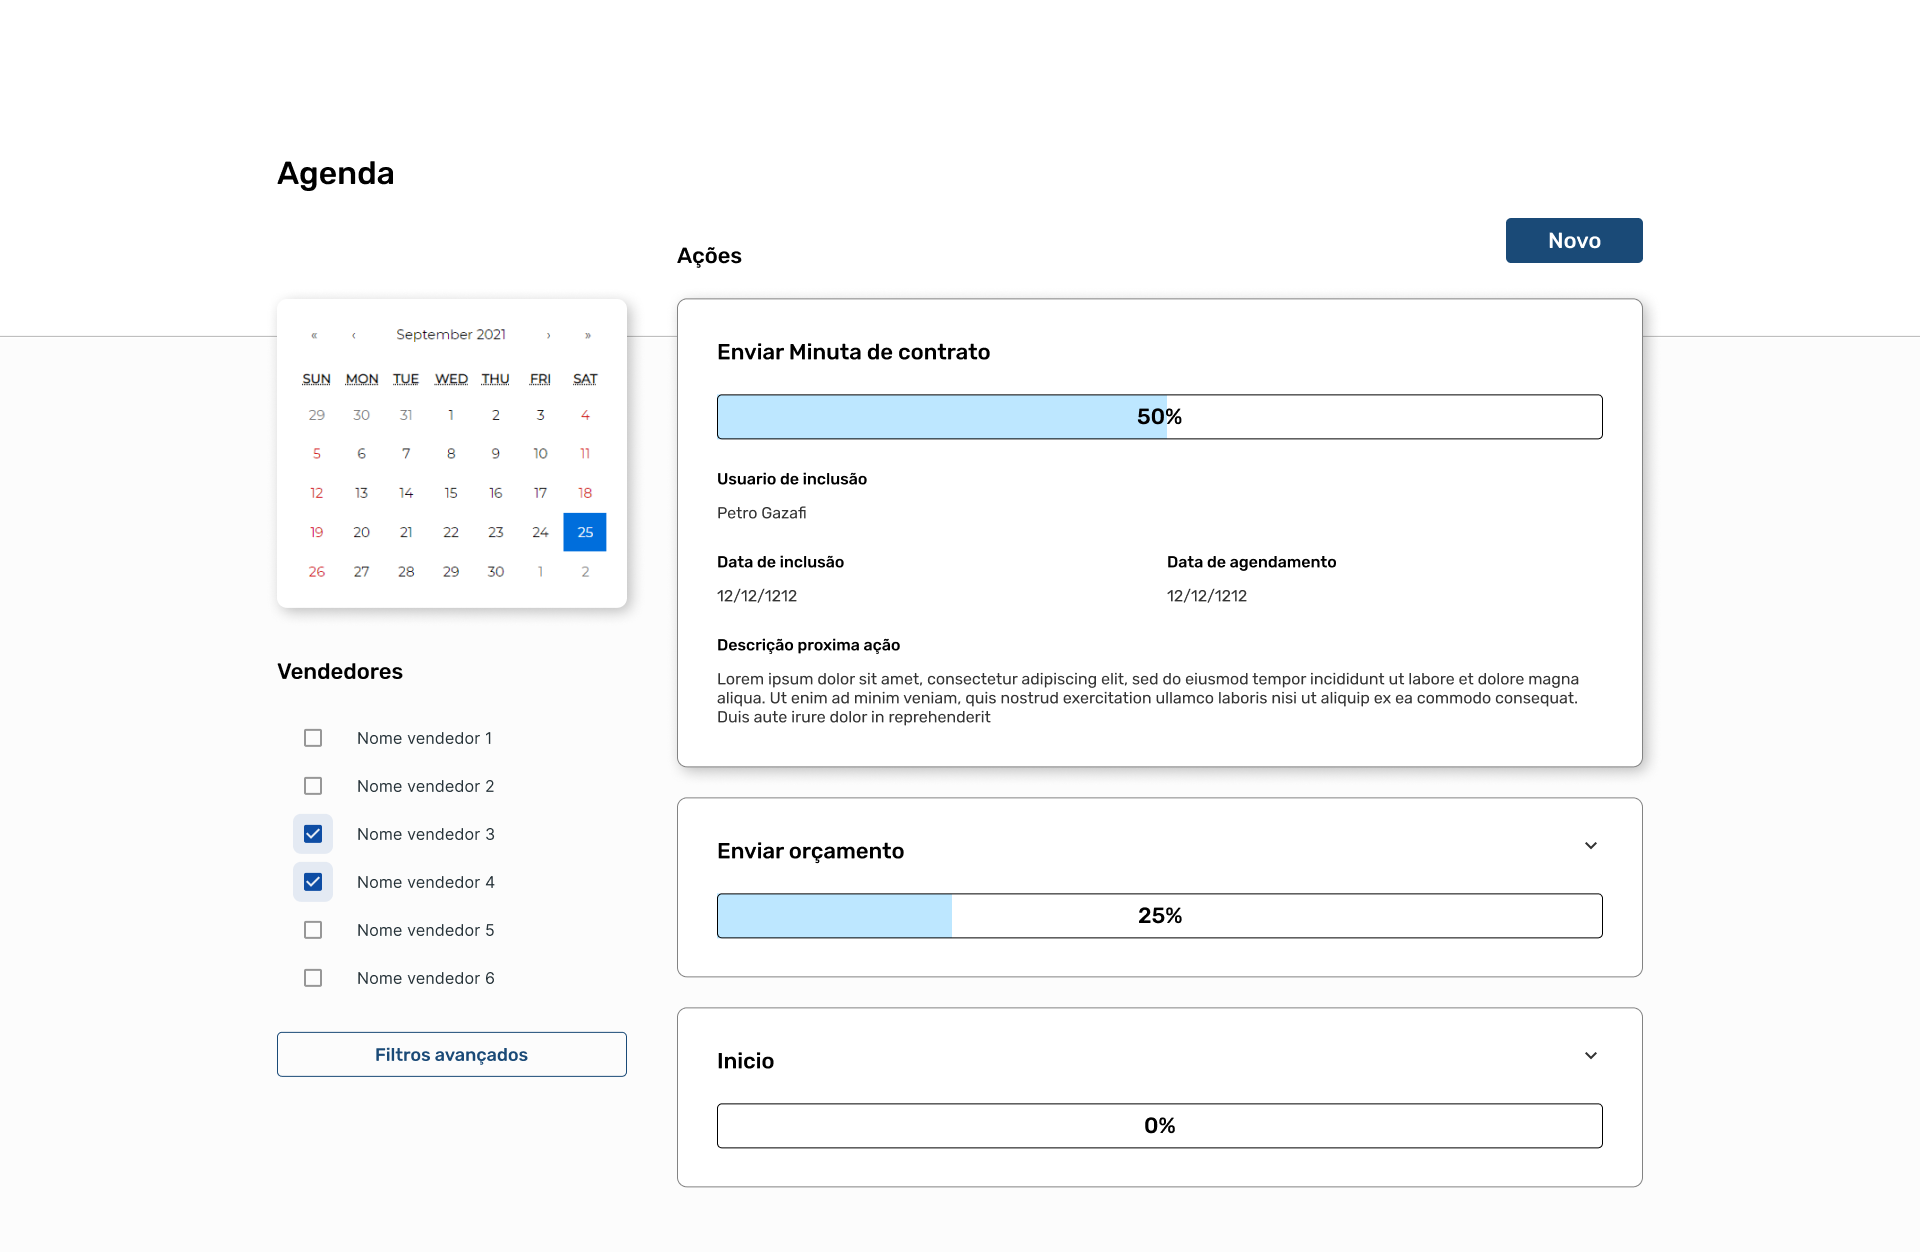 Agenda
Ações
Novo
« ‹ September 2021 › »
SUN MON TUE WED THU FRI SAT
29 30 31 1 2 3 4
5 6 7 8 9 10 11
12 13 14 15 16 17 18
19 20 21 22 23 24 25
26 27 28 29 30 1 2
Vendedores
Nome vendedor 1
Nome vendedor 2
Nome vendedor 3
Nome vendedor 4
Nome vendedor 5
Nome vendedor 6
Filtros avançados
Enviar Minuta de contrato
50%
Usuario de inclusão
Petro Gazafi
Data de inclusão
12/12/1212
Data de agendamento
12/12/1212
Descrição proxima ação
Lorem ipsum dolor sit amet, consectetur adipiscing elit, sed do eiusmod tempor incididunt ut labore et dolore magna
aliqua. Ut enim ad minim veniam, quis nostrud exercitation ullamco laboris nisi ut aliquip ex ea commodo consequat.
Duis aute irure dolor in reprehenderit
Enviar orçamento
25%
Inicio
0%